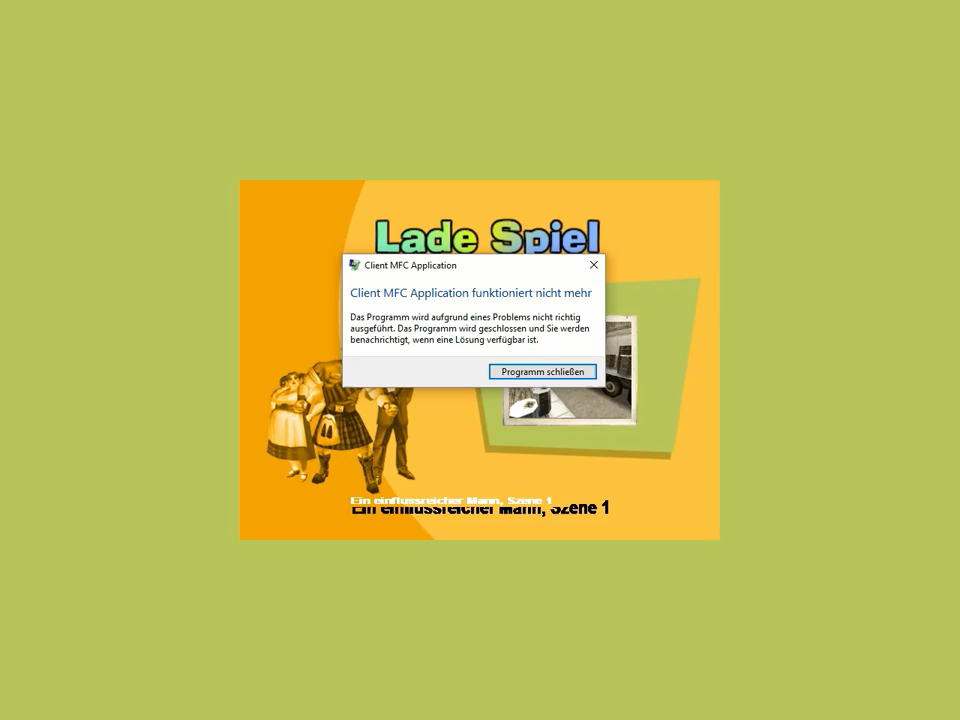 Lade Spiel
Client MFC Application
Client MFC Application funktioniert nicht mehr
Das Programm wird aufgrund eines Problems nicht richtig
ausgeführt. Das Programm wird geschlossen und Sie werden
benachrichtigt, wenn eine Lösung verfügbar ist.
Programm schließen
Ein einflussreicher Mann, Szene 1
Ein einflussreicher Mann, Szene 1